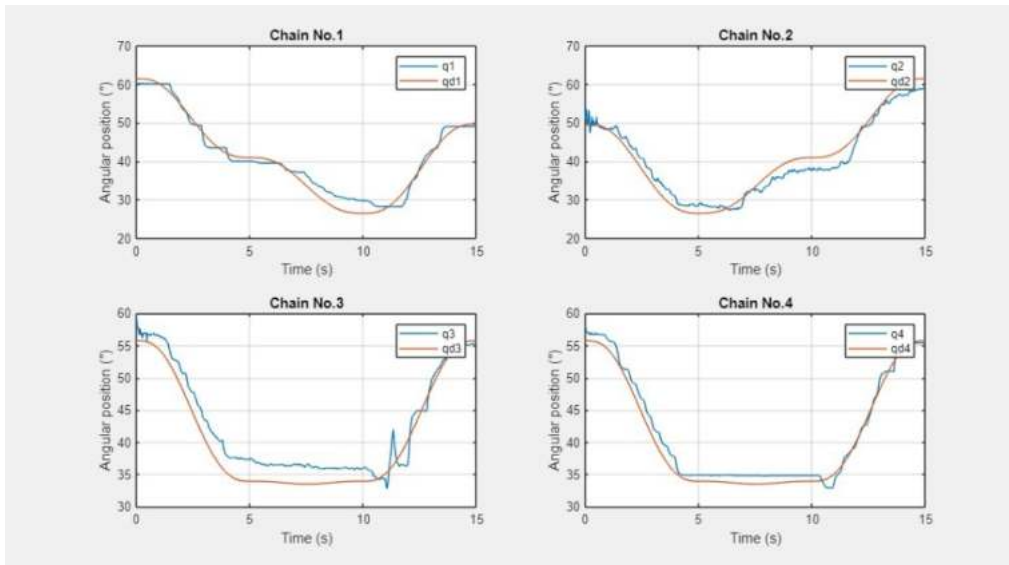 Chain No.1
70
60
50
40
30
20
Angular position (°)
q1
qd1
0
5
10
15
Time (s)
Chain No.2
70
60
50
40
30
20
Angular position (°)
q2
qd2
0
5
10
15
Time (s)
Chain No.3
60
55
50
45
40
35
30
Angular position (°)
q3
qd3
0
5
10
15
Time (s)
Chain No.4
60
55
50
45
40
35
30
Angular position (°)
q4
qd4
0
5
10
15
Time (s)